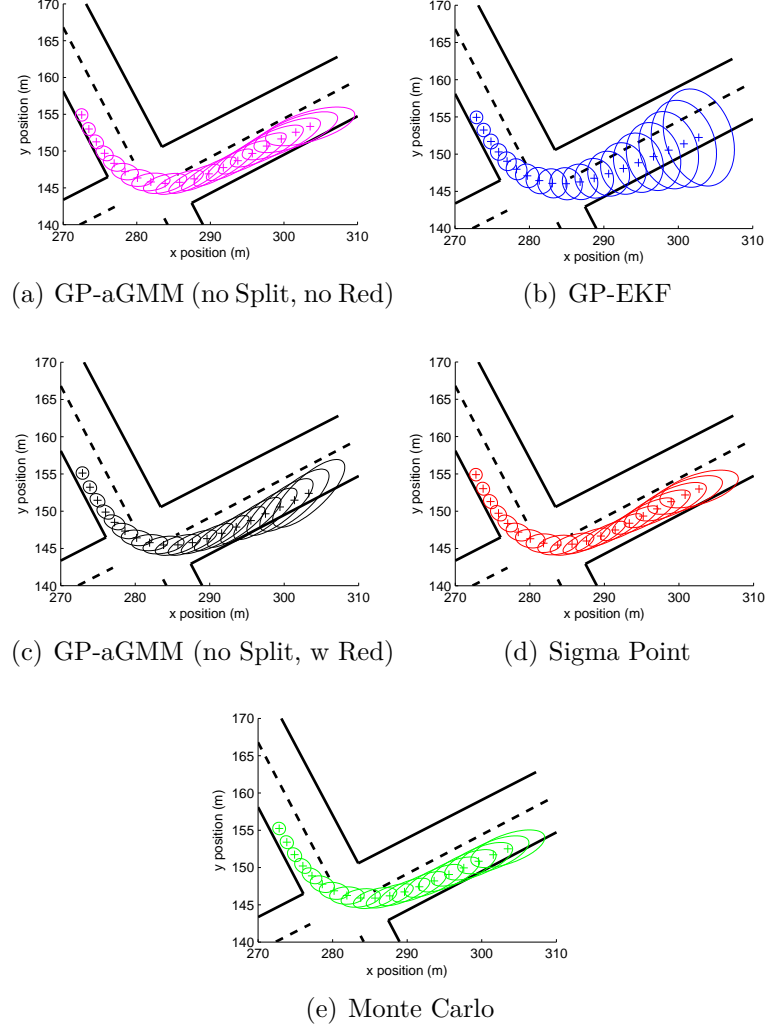 170
165
160
155
150
145
140
y position (m)
270 280 290 300 310
x position (m)
(a) GP-aGMM (no Split, no Red)
170
165
160
155
150
145
140
y position (m)
270 280 290 300 310
x position (m)
(b) GP-EKF
170
165
160
155
150
145
140
y position (m)
270 280 290 300 310
x position (m)
(c) GP-aGMM (no Split, w Red)
170
165
160
155
150
145
140
y position (m)
270 280 290 300 310
x position (m)
(d) Sigma Point
170
165
160
155
150
145
140
y position (m)
270 280 290 300 310
x position (m)
(e) Monte Carlo